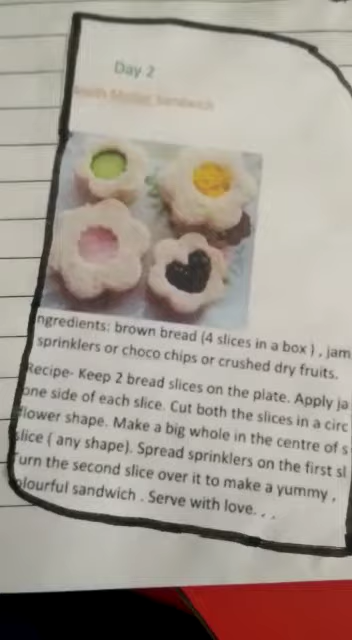 Day 2
Sandwich
ngredients: brown bread (4 slices in a box ) , jam
sprinklers or choco chips or crushed dry fruits.
Recipe- Keep 2 bread slices on the plate. Apply ja
one side of each slice. Cut both the slices in a circ
flower shape. Make a big whole in the centre of s
slice ( any shape). Spread sprinklers on the first sl
Turn the second slice over it to make a yummy ,
olourful sandwich . Serve with love. . .